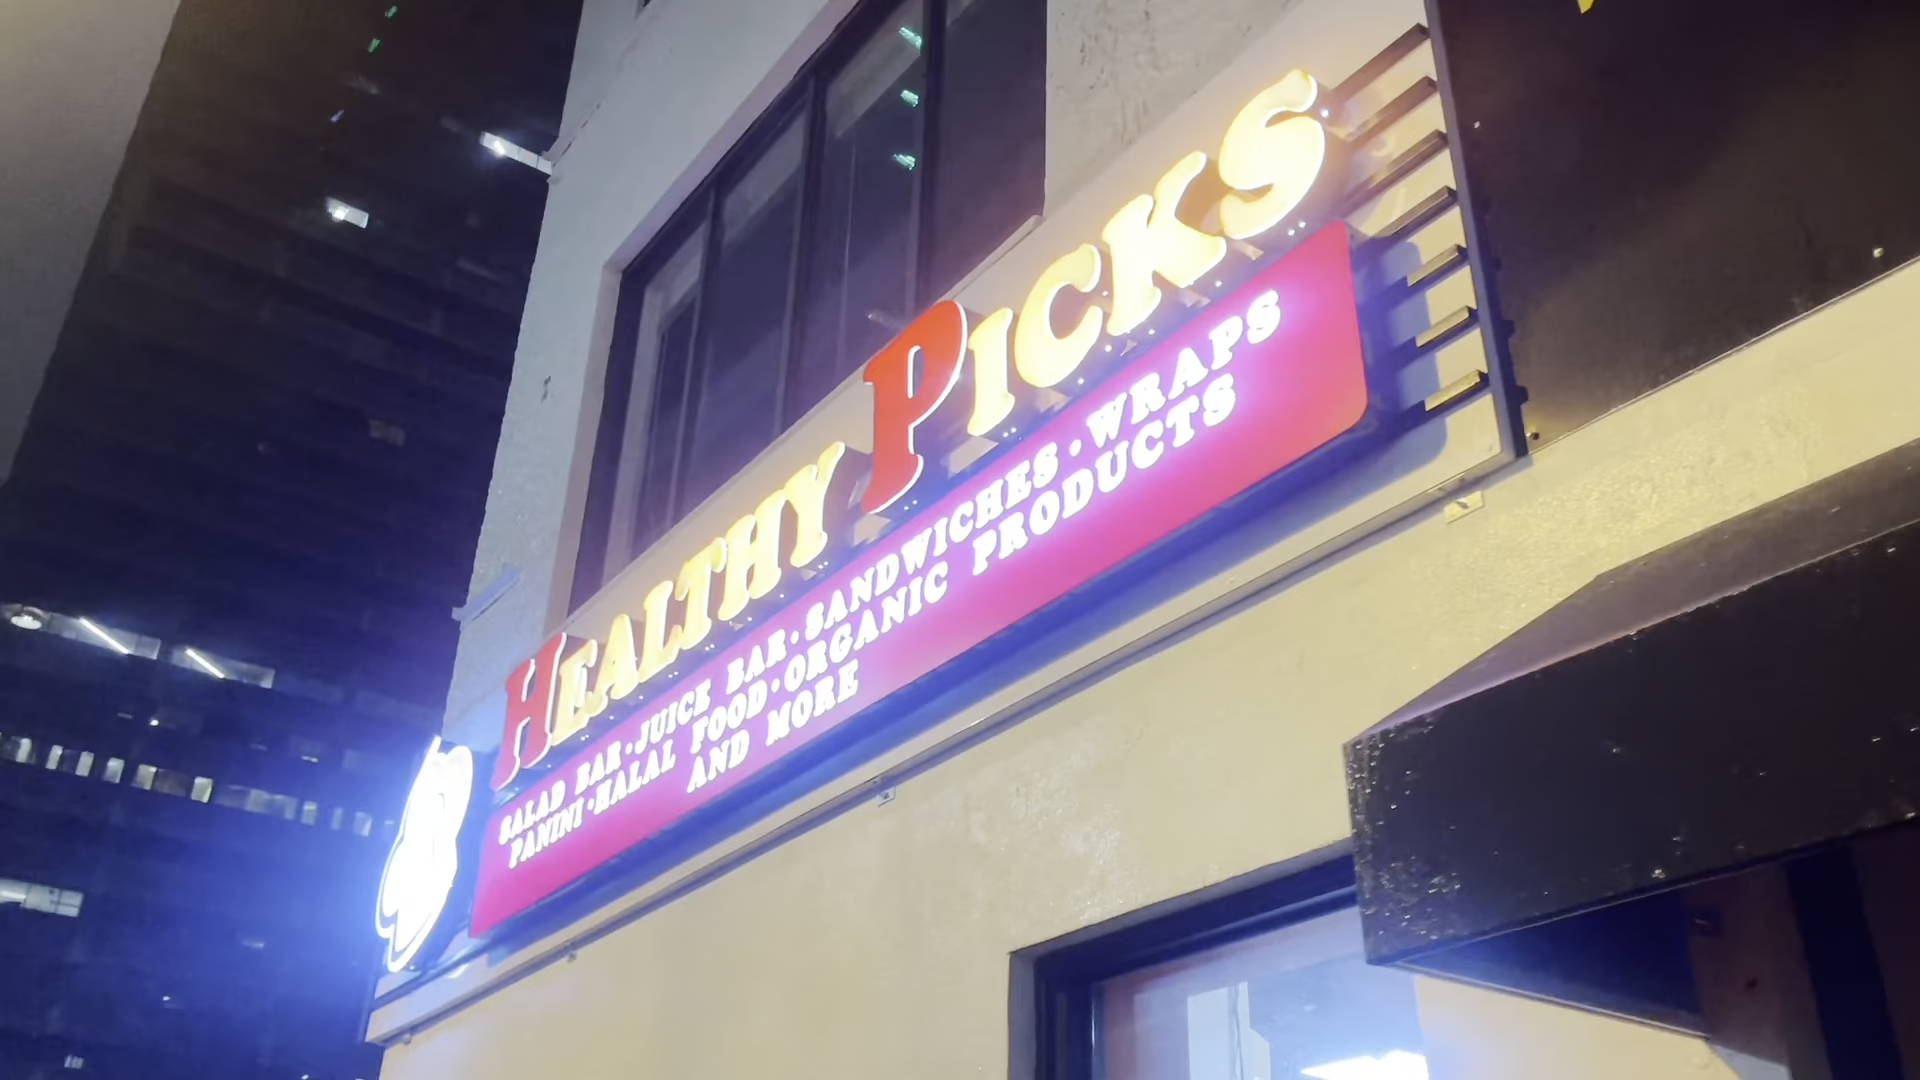 HEALTHY PICKS
SALAD BAR • JUICE BAR • SANDWICHES • WRAPS
PANINI • HALAL FOOD • ORGANIC PRODUCTS
AND MORE